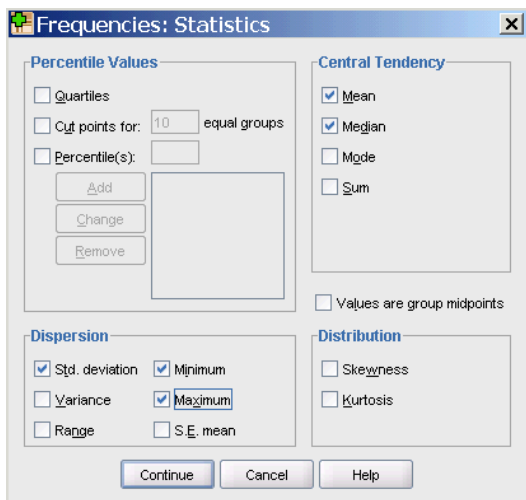 Frequencies: Statistics
Percentile Values
Quartiles
Cut points for: 10 equal groups
Percentile(s):
Add
Change
Remove
Central Tendency
Mean
Median
Mode
Sum
Values are group midpoints
Dispersion
Std. deviation Minimum
Variance Maximum
Range S.E. mean
Distribution
Skewness
Kurtosis
Continue Cancel Help